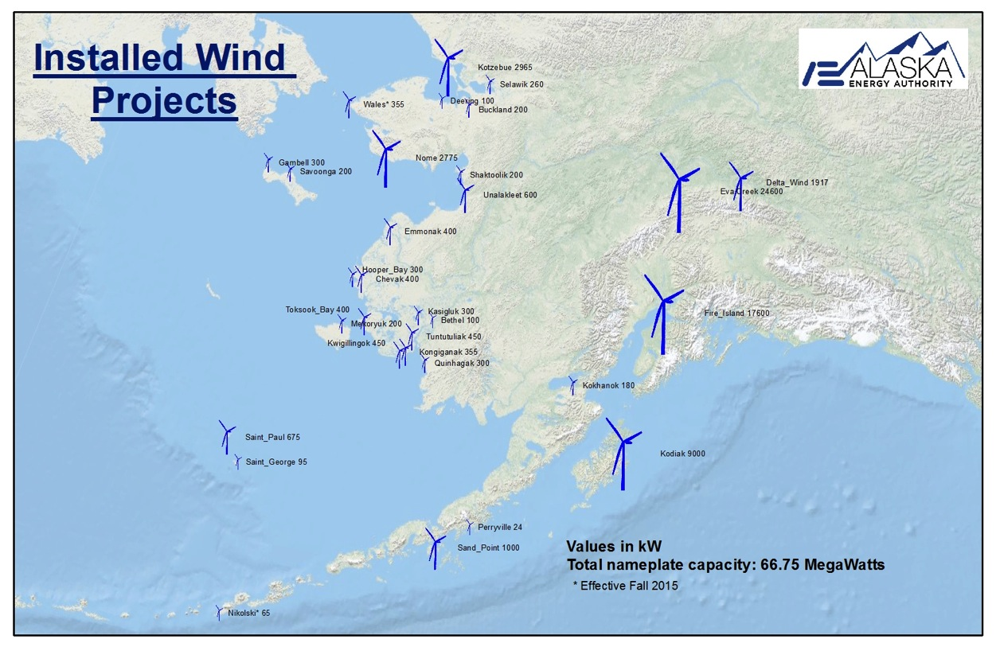 Installed Wind
Projects
ALASKA
ENERGY AUTHORITY
Kotzebue 2965
Selawik 260
Deering 100
Buckland 200
Wales* 355
Nome 2775
Gambell 300
Savoonga 200
Shaktoolik 200
Unalakleet 600
Delta_Wind 1917
Eva Creek 24600
Emmonak 400
Hooper_Bay 300
Chevak 400
Toksook_Bay 400
Kasigluk 300
Bethel 100
Mekoryuk 200
Fire_Island 17600
Tuntutuliak 450
Kwigillingok 450
Kongiganak 355
Quinhagak 300
Kokhanok 180
Saint_Paul 675
Saint_George 95
Kodiak 9000
Perryville 24
Sand_Point 1000
Values in kW
Total nameplate capacity: 66.75 MegaWatts
* Effective Fall 2015
Nikolski* 65